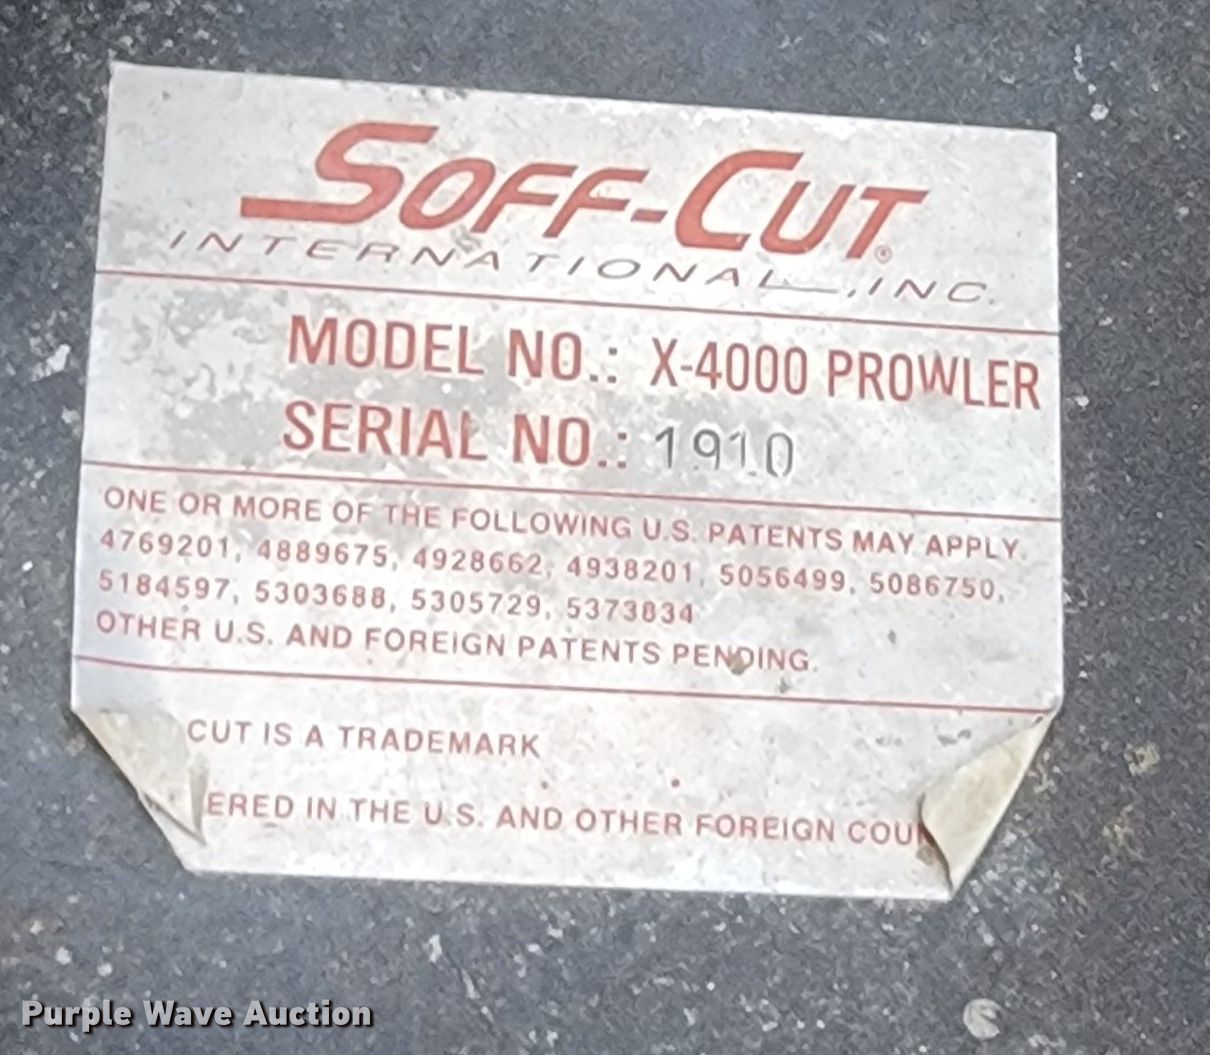 SOFF-CUT®
INTERNATIONAL, INC.
MODEL NO.: X-4000 PROWLER
SERIAL NO.: 1910
ONE OR MORE OF THE FOLLOWING U.S. PATENTS MAY APPLY.
4769201, 4889675, 4928662, 4938201, 5056499, 5086750,
5184597, 5303688, 5305729, 5373834
OTHER U.S. AND FOREIGN PATENTS PENDING.
CUT IS A TRADEMARK
ERED IN THE U.S. AND OTHER FOREIGN COU
Purple Wave Auction